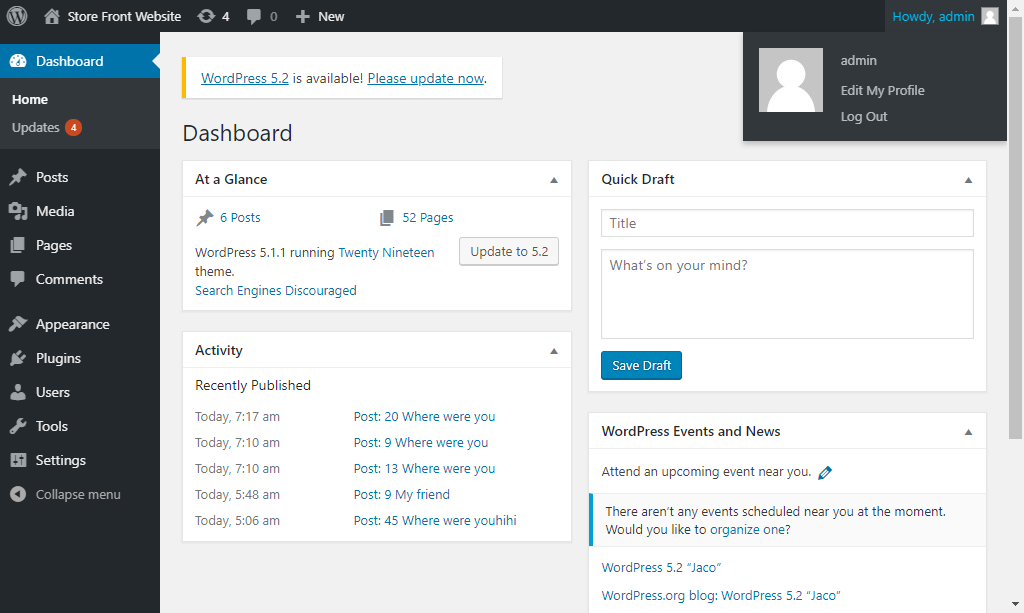 Store Front Website 4 0 New Howdy, admin
admin
Edit My Profile
Log Out
Dashboard
Home
Updates 4
Posts
Media
Pages
Comments
Appearance
Plugins
Users
Tools
Settings
Collapse menu
WordPress 5.2 is available! Please update now.
Dashboard
At a Glance
6 Posts 52 Pages
WordPress 5.1.1 running Twenty Nineteen
theme.
Update to 5.2
Search Engines Discouraged
Activity
Recently Published
Today, 7:17 am Post: 20 Where were you
Today, 7:10 am Post: 9 Where were you
Today, 7:10 am Post: 13 Where were you
Today, 5:48 am Post: 9 My friend
Today, 5:06 am Post: 45 Where were youhihi
Quick Draft
Title
What's on your mind?
Save Draft
WordPress Events and News
Attend an upcoming event near you.
There aren't any events scheduled near you at the moment.
Would you like to organize one?
WordPress 5.2 “Jaco”
WordPress.org blog: WordPress 5.2 “Jaco”